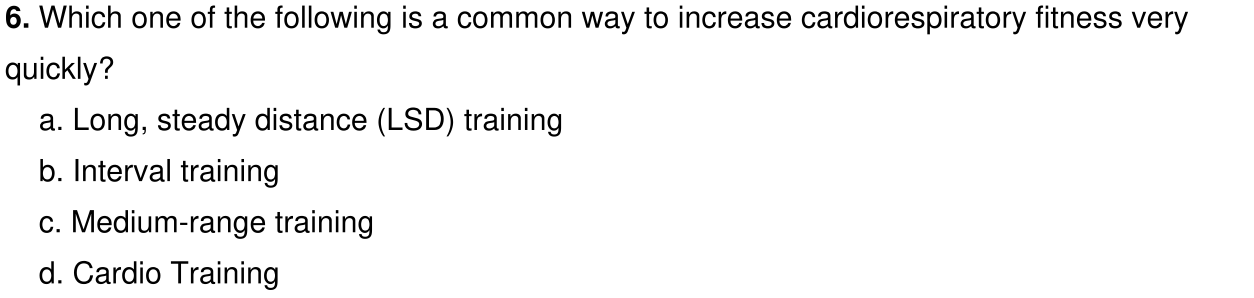 6. Which one of the following is a common way to increase cardiorespiratory fitness very
quickly?
a. Long, steady distance (LSD) training
b. Interval training
c. Medium-range training
d. Cardio Training